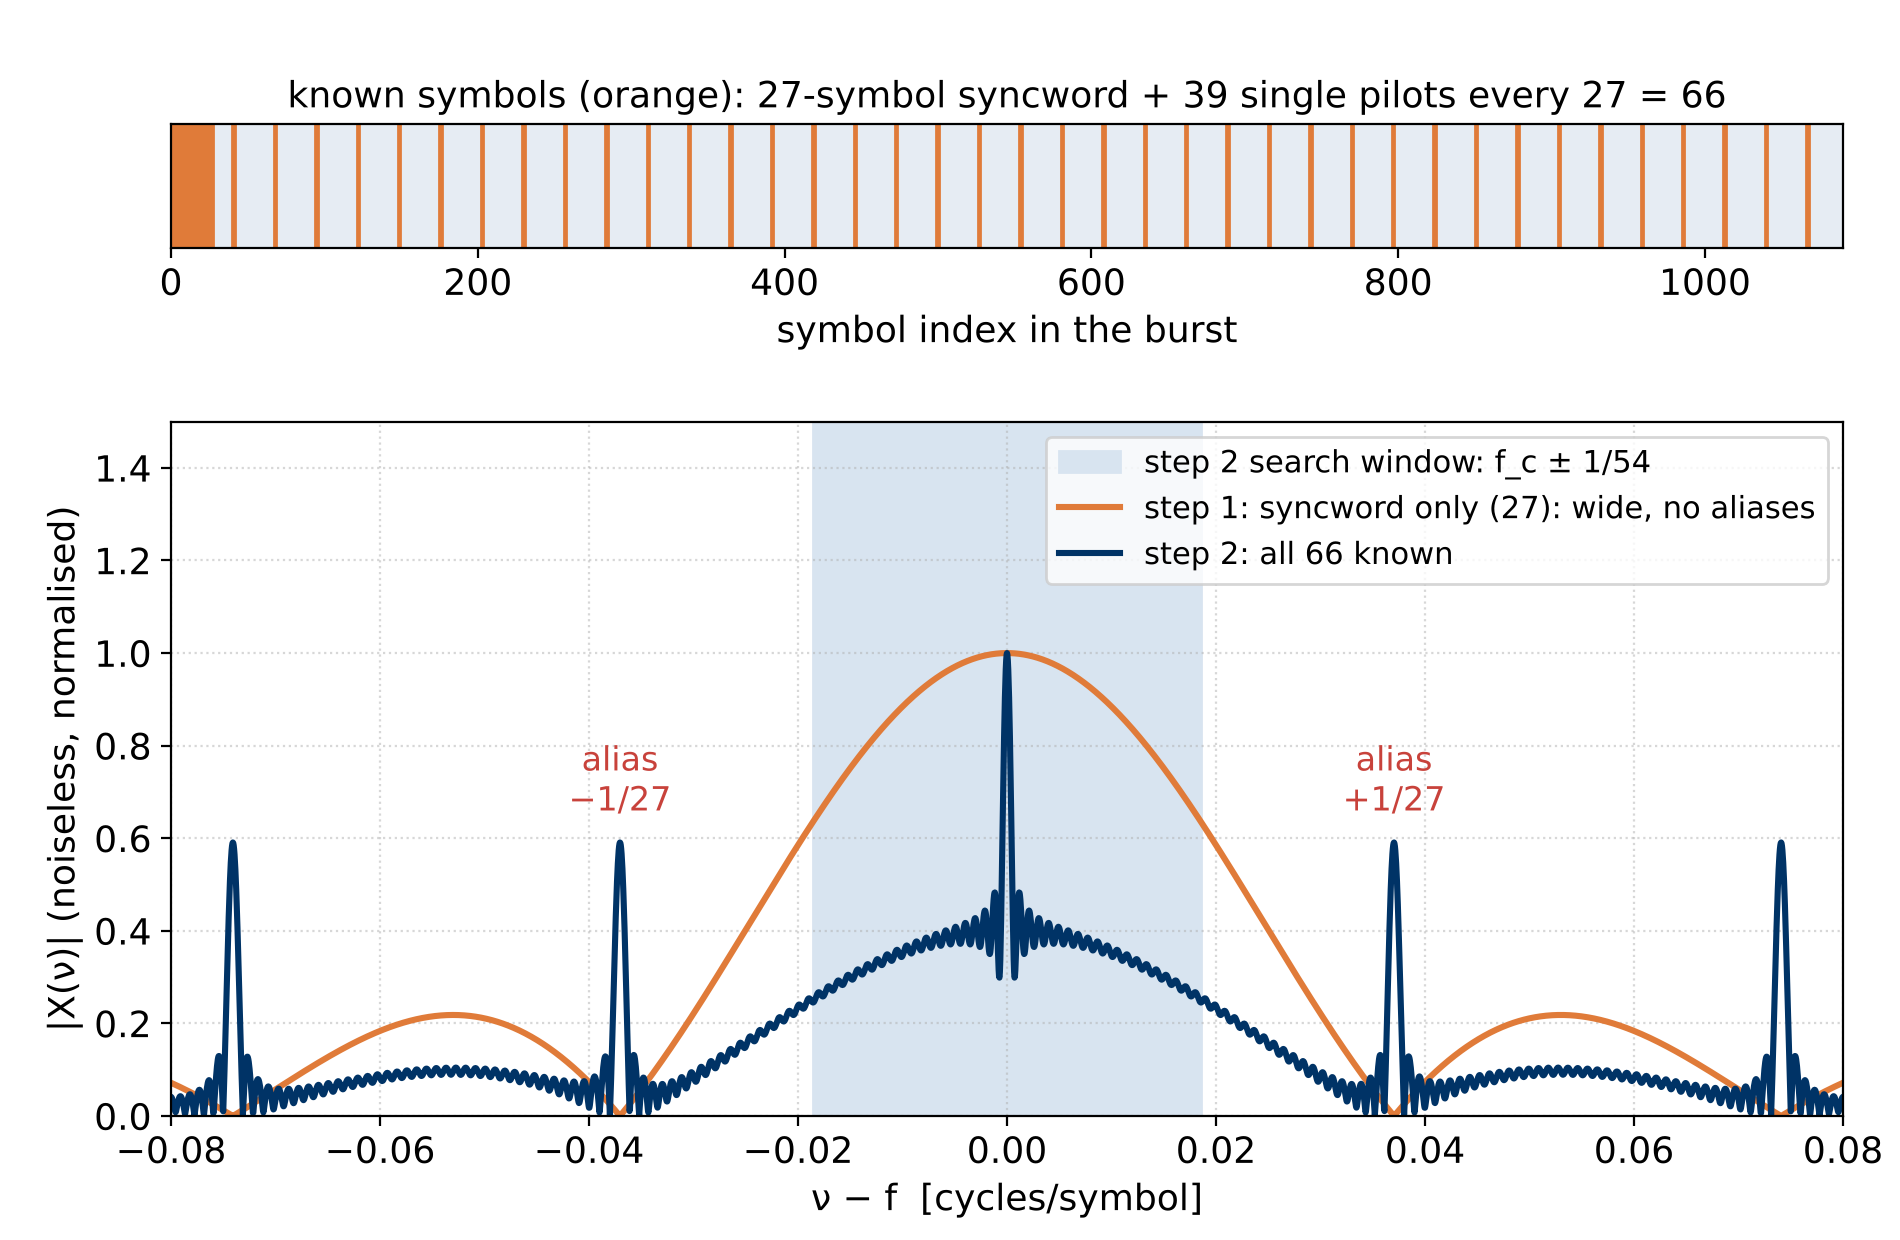 known symbols (orange): 27-symbol syncword + 39 single pilots every 27 = 66
0 200 400 600 800 1000
symbol index in the burst
|X(ν)| (noiseless, normalised)
1.4
1.2
1.0
0.8
0.6
0.4
0.2
0.0
step 2 search window: f_c ± 1/54
step 1: syncword only (27): wide, no aliases
step 2: all 66 known
alias
−1/27
alias
+1/27
−0.08 −0.06 −0.04 −0.02 0.00 0.02 0.04 0.06 0.08
ν − f [cycles/symbol]